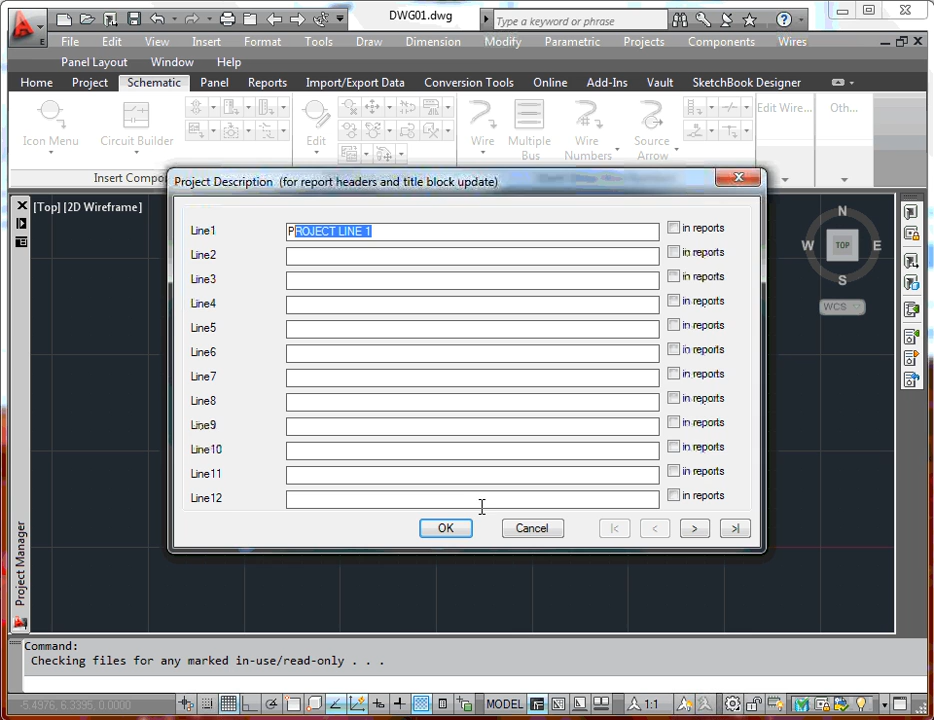 DWG01.dwg
Type a keyword or phrase
E
File Edit View Insert Format Tools Draw Dimension Modify Parametric Projects Components Wires
Panel Layout Window Help
Home Project Schematic Panel Reports Import/Export Data Conversion Tools Online Add-Ins Vault SketchBook Designer
Icon Menu
Circuit Builder
Edit
Wire
Multiple
Bus
Wire
Numbers
Source
Arrow
Edit Wire...
Oth...
Insert Compo
Project Description (for report headers and title block update)
[Top] [2D Wireframe]
Line1 PROJECT LINE 1 in reports
Line2 in reports
Line3 in reports
Line4 in reports
Line5 in reports
Line6 in reports
Line7 in reports
Line8 in reports
Line9 in reports
Line10 in reports
Line11 in reports
Line12 in reports
OK Cancel |< < > >|
N
W TOP E
S
WCS
Project Manager
Command:
Checking files for any marked in-use/read-only . . .
-5.4976, 6.3395, 0.0000
MODEL
1:1